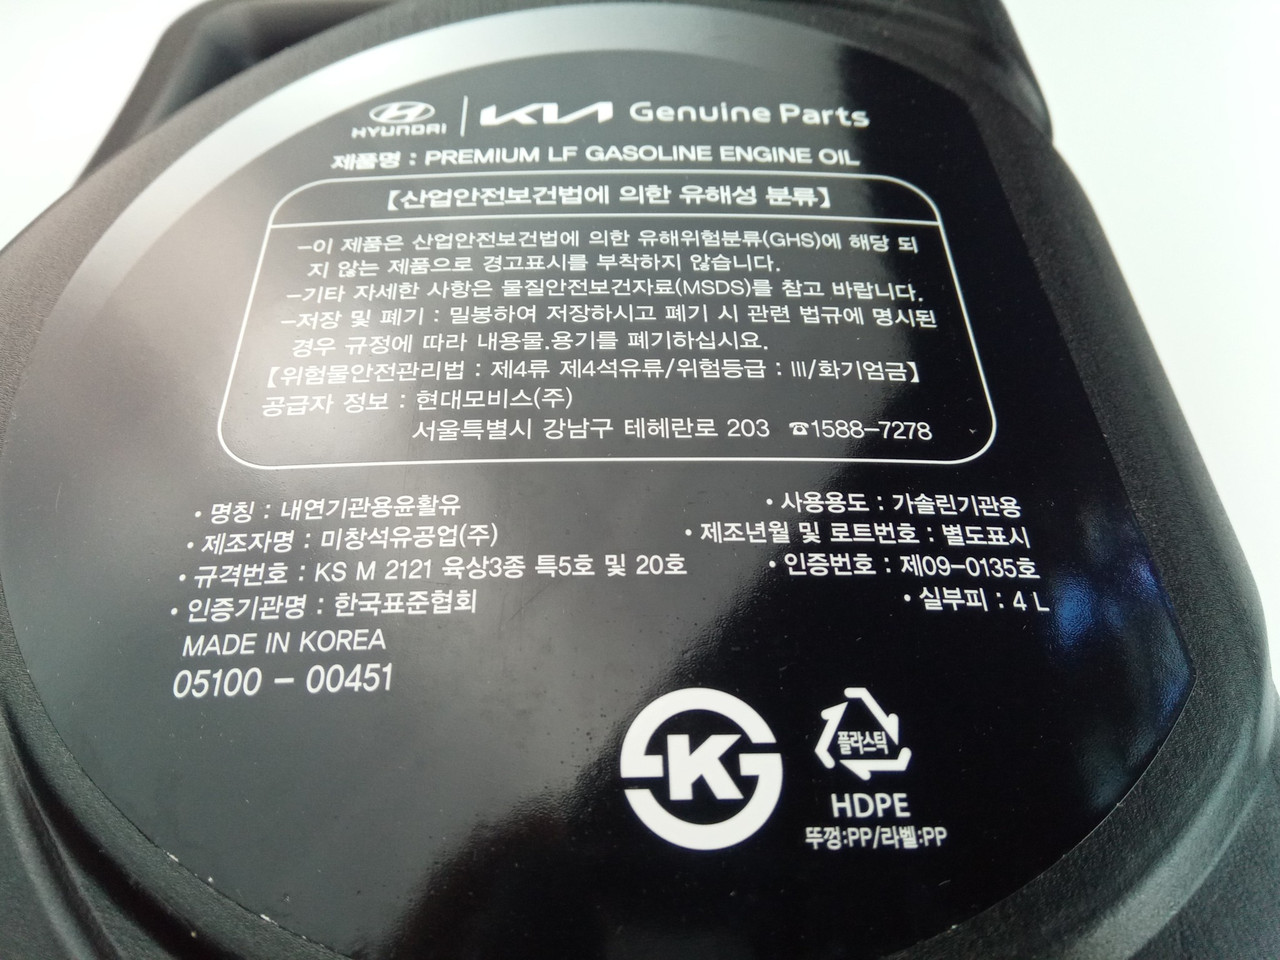 HYUNDAI | KIA Genuine Parts
제품명 : PREMIUM LF GASOLINE ENGINE OIL
【산업안전보건법에 의한 유해성 분류】
-이 제품은 산업안전보건법에 의한 유해위험분류(GHS)에 해당 되
지 않는 제품으로 경고표시를 부착하지 않습니다.
-기타 자세한 사항은 물질안전보건자료(MSDS)를 참고 바랍니다.
-저장 및 폐기 : 밀봉하여 저장하시고 폐기 시 관련 법규에 명시된
경우 규정에 따라 내용물.용기를 폐기하십시요.
【위험물안전관리법 : 제4류 제4석유류/위험등급 : III/화기엄금】
공급자 정보 : 현대모비스(주)
서울특별시 강남구 테헤란로 203 ☎1588-7278
• 명칭 : 내연기관용윤활유 • 사용용도 : 가솔린기관용
• 제조자명 : 미창석유공업(주) • 제조년월 및 로트번호 : 별도표시
• 규격번호 : KS M 2121 육상3종 특5호 및 20호 • 인증번호 : 제09-0135호
• 인증기관명 : 한국표준협회 • 실부피 : 4 L
MADE IN KOREA
05100 - 00451
K
플라스틱
HDPE
뚜껑:PP/라벨:PP